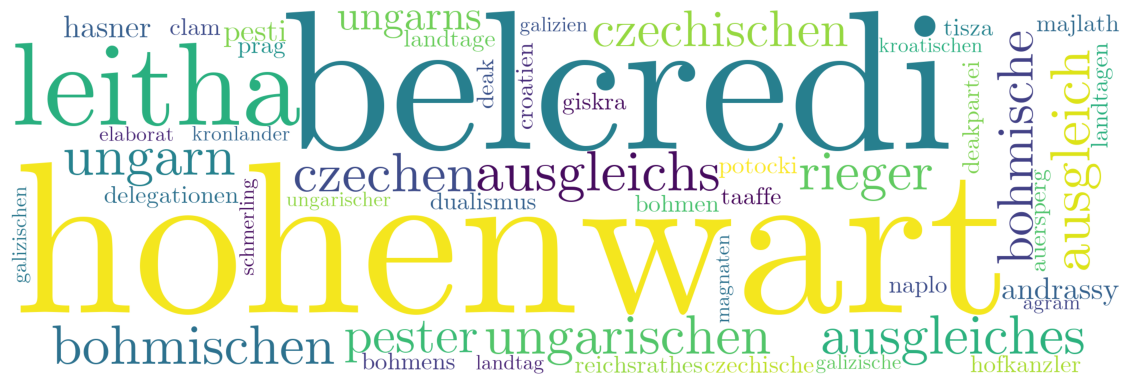 hasner
clam
pesti
prag
ungarns
landtage
galizien
czechischen
kroatischen
tisza
majlath
leitha
belcredi
deak
croatien
giskra
deakpartei
bohmische
ausgleich
landtagen
elaborat
kronlander
ungarn
czechen
ausgleichs
potocki
rieger
delegationen
ungarischer
dualismus
bohmen
taaffe
auersperg
galizischen
schmerling
hohenwart
magnaten
naplo
andrassy
agram
bohmischen
pester
ungarischen
ausgleiches
bohmens
landtag
reichsrathes
czechische
galizische
hofkanzler